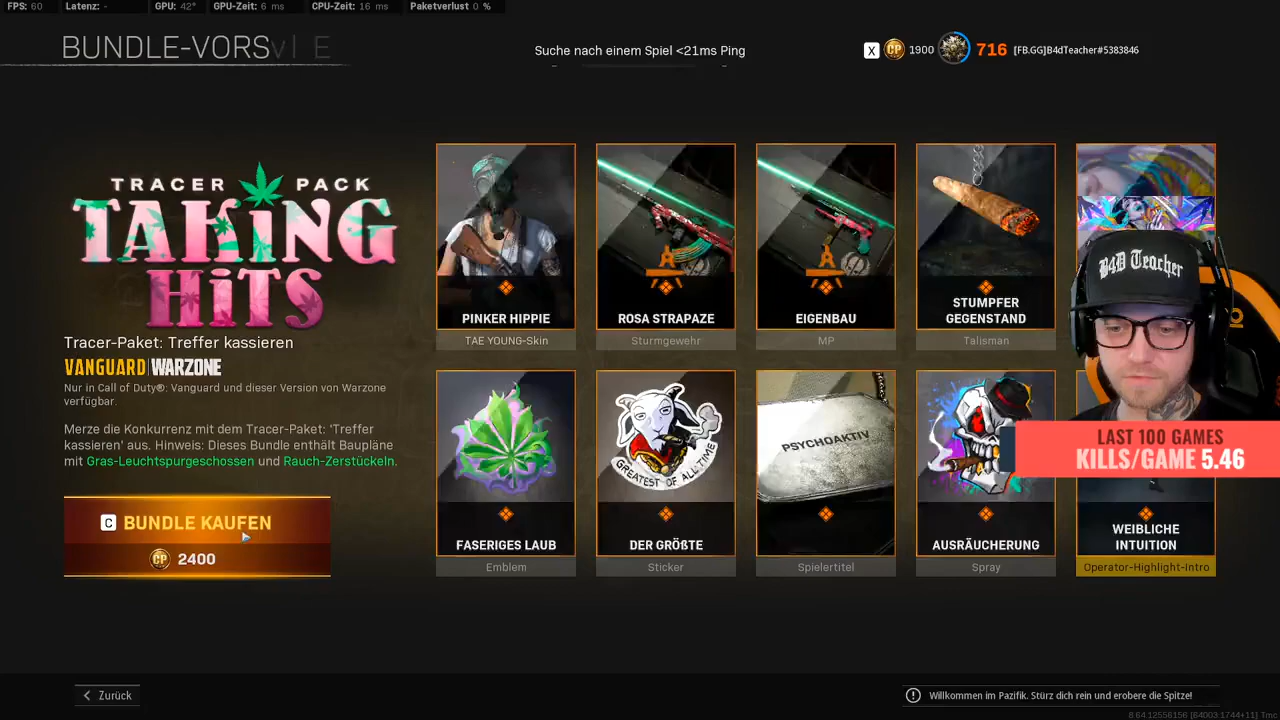 FPS: 60 Latenz: - GPU: 42° GPU-Zeit: 6 ms CPU-Zeit: 16 ms Paketverlust 0 %
BUNDLE-VORS
Suche nach einem Spiel <21ms Ping
X CP 1900 716 [FB.GG]B4dTeacher#5383846
TRACER PACK
TAKING
HITS
Tracer-Paket: Treffer kassieren
VANGUARD | WARZONE
Nur in Call of Duty®: Vanguard und dieser Version von Warzone
verfügbar.
Merze die Konkurrenz mit dem Tracer-Paket: 'Treffer
kassieren' aus. Hinweis: Dieses Bundle enthält Baupläne
mit Gras-Leuchtspurgeschossen und Rauch-Zerstückeln.
C BUNDLE KAUFEN
CP 2400
PINKER HIPPIE
TAE YOUNG-Skin
ROSA STRAPAZE
Sturmgewehr
EIGENBAU
MP
STUMPFER
GEGENSTAND
Talisman
B4D Teacher
FASERIGES LAUB
Emblem
GREATEST OF ALL TIME
DER GRÖßTE
Sticker
PSYCHOAKTIV
Spielertitel
AUSRÄUCHERUNG
Spray
LAST 100 GAMES
KILLS/GAME 5.46
WEIBLICHE
INTUITION
Operator-Highlight-Intro
Zurück
Willkommen im Pazifik. Stürz dich rein und erobere die Spitze!